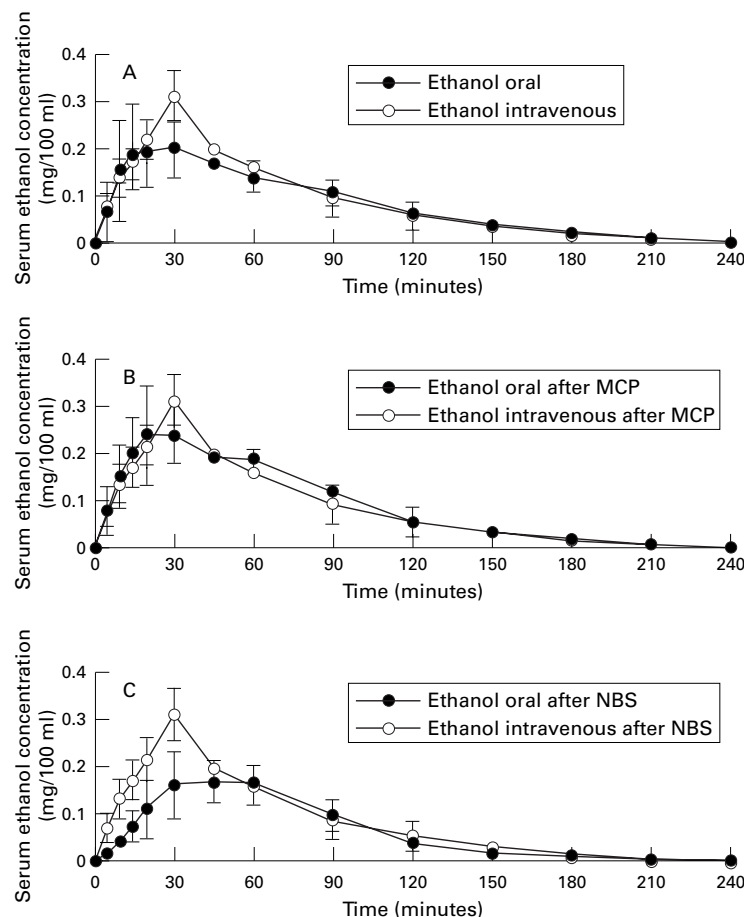 A
Serum ethanol concentration
(mg/100 ml)
0.4
0.3
0.2
0.1
0
Ethanol oral
Ethanol intravenous
0 30 60 90 120 150 180 210 240
Time (minutes)
B
Serum ethanol concentration
(mg/100 ml)
0.4
0.3
0.2
0.1
0
Ethanol oral after MCP
Ethanol intravenous after MCP
0 30 60 90 120 150 180 210 240
Time (minutes)
C
Serum ethanol concentration
(mg/100 ml)
0.4
0.3
0.2
0.1
0
Ethanol oral after NBS
Ethanol intravenous after NBS
0 30 60 90 120 150 180 210 240
Time (minutes)